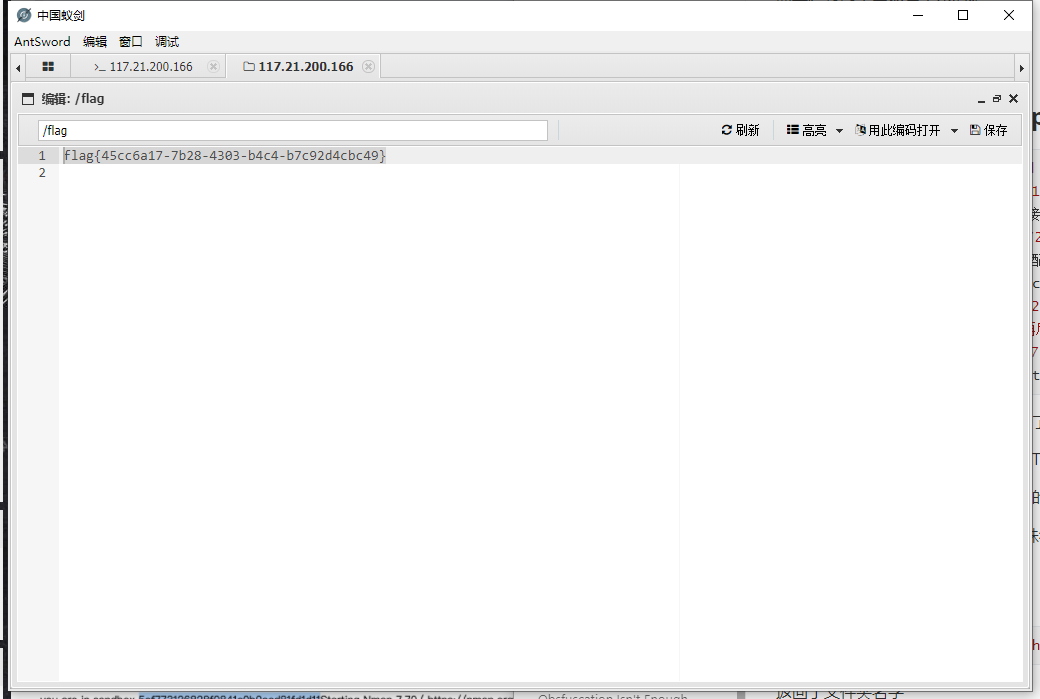 中国蚁剑
AntSword 编辑 窗口 调试
>_ 117.21.200.166 117.21.200.166
编辑: /flag
/flag 刷新 高亮 用此编码打开 保存
1 flag{45cc6a17-7b28-4303-b4c4-b7c92d4cbc49}
2